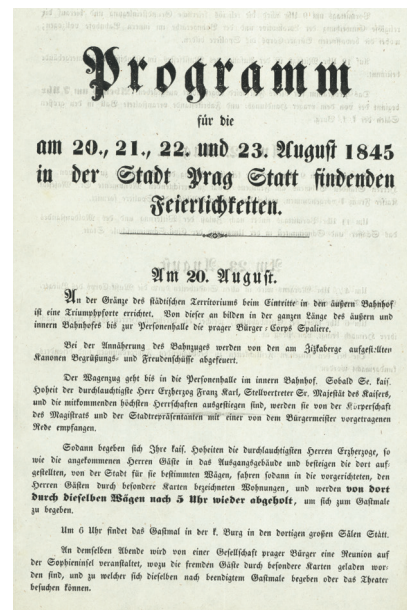 Programm
für die
am 20., 21., 22. und 23. August 1845
in der Stadt Prag Statt findenden
Feierlichkeiten.
Am 20. August.
An der Gränze des städtischen Territoriums beim Eintritte in den äußern Bahnhof
ist eine Triumphpforte errichtet. Von dieser an bilden in der ganzen Länge des äußern und
innern Bahnhofes bis zur Personenhalle die prager Bürger-Corps Spaliere.
Bei der Annäherung des Bahnzuges werden von den am Zizkaberge aufgestellten
Kanonen Begrüßungs- und Freudenschüsse abgefeuert.
Der Wagenzug geht bis in die Personenhalle im innern Bahnhof. Sobald Se. kais.
Hoheit der durchlauchtigste Herr Erzherzog Franz Karl, Stellvertreter Sr. Majestät des Kaisers,
und die mitkommenden höchsten Herrschaften ausgestiegen sind, werden sie von der Körperschaft
des Magistrats und der Stadtrepräsentanten mit einer von dem Bürgermeister vorgetragenen
Rede empfangen.
Sodann begeben sich Ihre kais. Hoheiten die durchlauchtigsten Herren Erzherzoge, so
wie die angekommenen Herren Gäste in das Ausgangsgebäude und besteigen die dort auf-
gestellten, von der Stadt für sie bestimmten Wägen, fahren sodann in die vorgerichteten, den
Herren Gästen durch besondere Karten bezeichneten Wohnungen, und werden von dort
durch dieselben Wägen nach 5 Uhr wieder abgeholt, um sich zum Gastmale
zu begeben.
Um 6 Uhr findet das Gastmal in der k. Burg in den dortigen großen Sälen Statt.
An demselben Abende wird von einer Gesellschaft prager Bürger eine Reunion auf
der Sophieninsel veranstaltet, wozu die fremden Gäste durch besondere Karten geladen wor-
den sind, und zu welcher sich dieselben nach beendigtem Gastmale begeben oder das Theater
besuchen können.